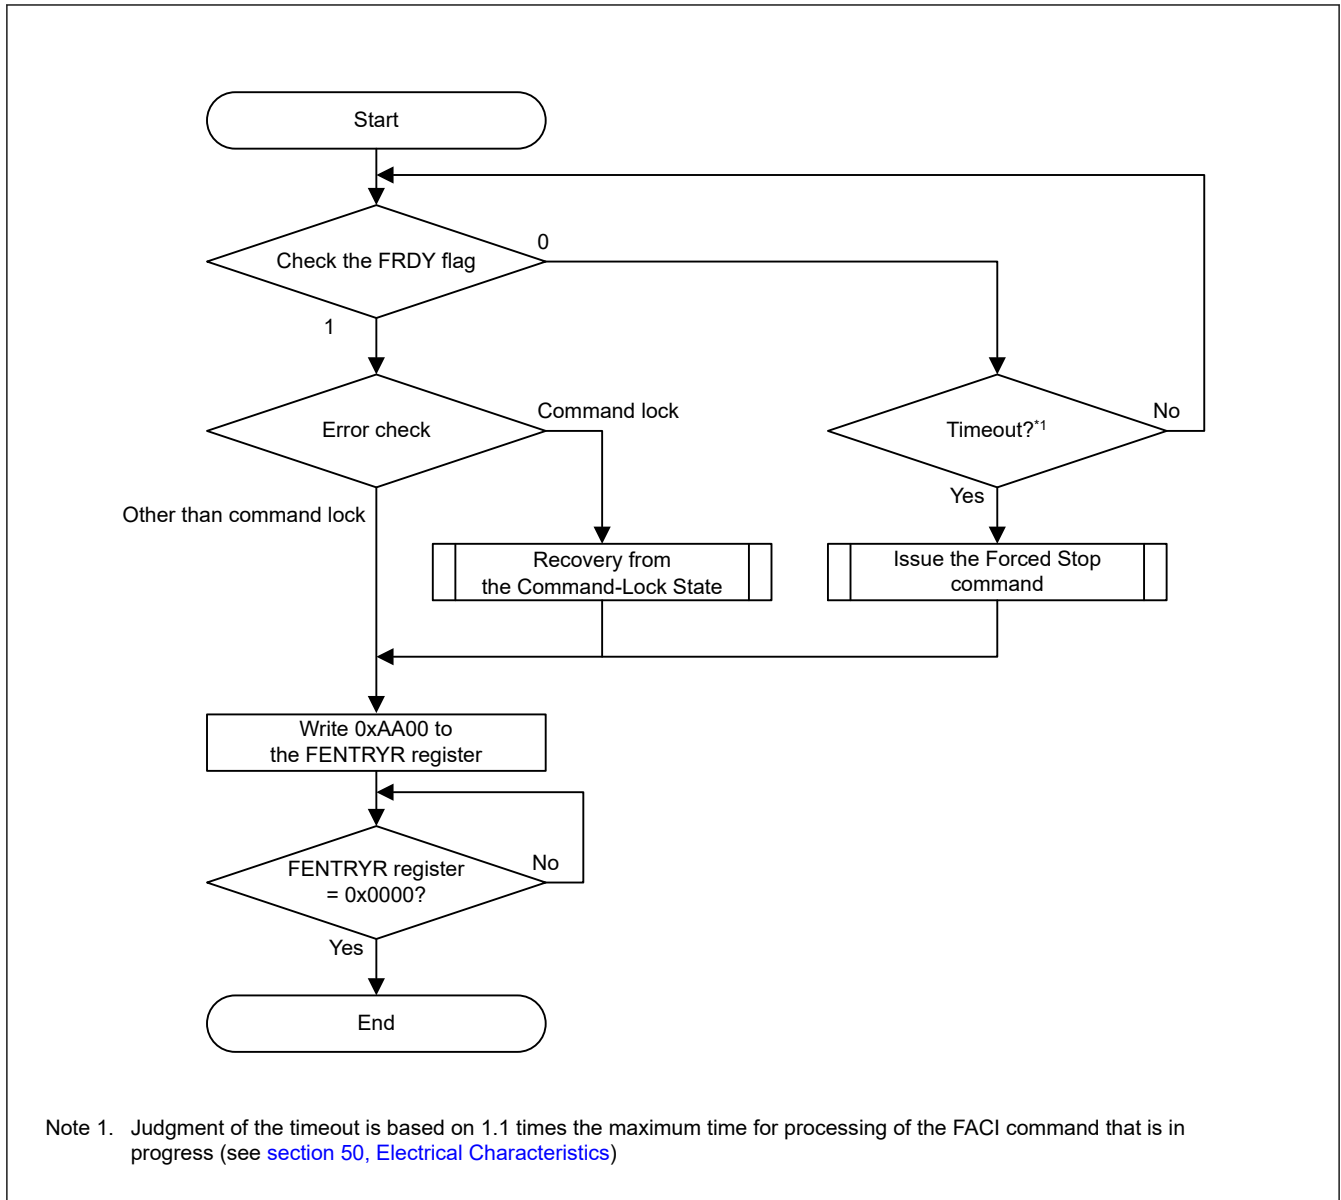 Start
Check the FRDY flag
0
1
Error check
Command lock
Timeout?*1
No
Other than command lock
Yes
Recovery from
the Command-Lock State
Issue the Forced Stop
command
Write 0xAA00 to
the FENTRYR register
FENTRYR register
= 0x0000?
No
Yes
End
Note 1. Judgment of the timeout is based on 1.1 times the maximum time for processing of the FACI command that is in
progress (see section 50, Electrical Characteristics)